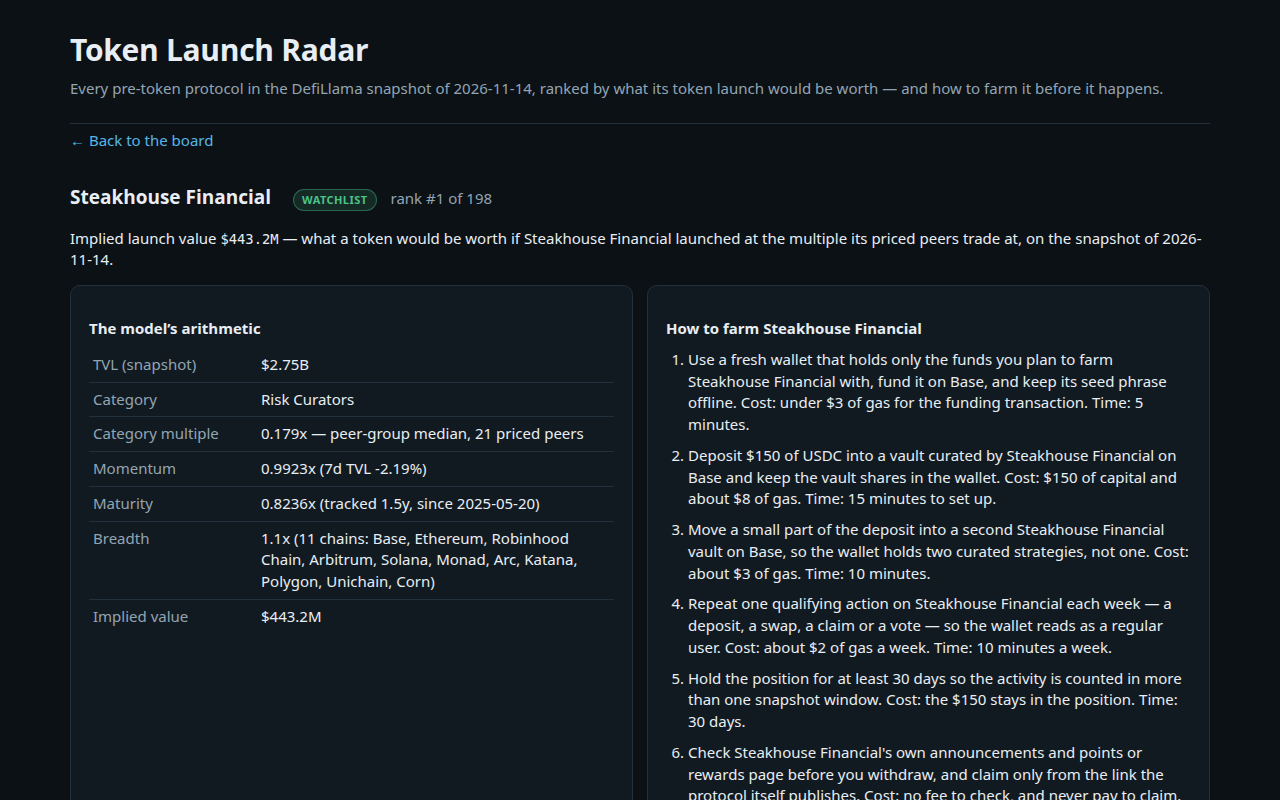 Token Launch Radar
Every pre-token protocol in the DefiLlama snapshot of 2026-11-14, ranked by what its token launch would be worth — and how to farm it before it happens.
← Back to the board
Steakhouse Financial WATCHLIST rank #1 of 198
Implied launch value $443.2M — what a token would be worth if Steakhouse Financial launched at the multiple its priced peers trade at, on the snapshot of 2026-
11-14.
The model's arithmetic
TVL (snapshot) $2.75B
Category Risk Curators
Category multiple 0.179x — peer-group median, 21 priced peers
Momentum 0.9923x (7d TVL -2.19%)
Maturity 0.8236x (tracked 1.5y, since 2025-05-20)
Breadth 1.1x (11 chains: Base, Ethereum, Robinhood
Chain, Arbitrum, Solana, Monad, Arc, Katana,
Polygon, Unichain, Corn)
Implied value $443.2M
How to farm Steakhouse Financial
1. Use a fresh wallet that holds only the funds you plan to farm
Steakhouse Financial with, fund it on Base, and keep its seed phrase
offline. Cost: under $3 of gas for the funding transaction. Time: 5
minutes.
2. Deposit $150 of USDC into a vault curated by Steakhouse Financial on
Base and keep the vault shares in the wallet. Cost: $150 of capital and
about $8 of gas. Time: 15 minutes to set up.
3. Move a small part of the deposit into a second Steakhouse Financial
vault on Base, so the wallet holds two curated strategies, not one. Cost:
about $3 of gas. Time: 10 minutes.
4. Repeat one qualifying action on Steakhouse Financial each week — a
deposit, a swap, a claim or a vote — so the wallet reads as a regular
user. Cost: about $2 of gas a week. Time: 10 minutes a week.
5. Hold the position for at least 30 days so the activity is counted in more
than one snapshot window. Cost: the $150 stays in the position. Time:
30 days.
6. Check Steakhouse Financial's own announcements and points or
rewards page before you withdraw, and claim only from the link the
protocol itself publishes. Cost: no fee to check, and never pay to claim.